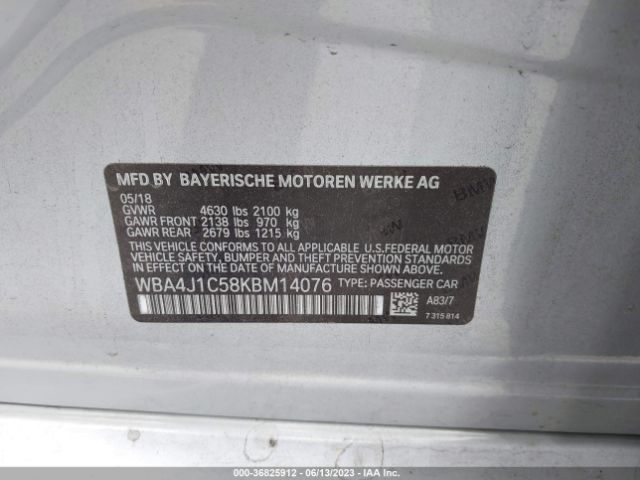 MFD BY BAYERISCHE MOTOREN WERKE AG
05/18
GVWR 4630 lbs 2100 kg
GAWR FRONT 2138 lbs 970 kg
GAWR REAR 2679 lbs 1215 kg
THIS VEHICLE CONFORMS TO ALL APPLICABLE U.S. FEDERAL MOTOR
VEHICLE SAFETY, BUMPER, AND THEFT PREVENTION STANDARDS
IN EFFECT ON THE DATE OF MANUFACTURE SHOWN ABOVE.
WBA4J1C58KBM14076 TYPE: PASSENGER CAR
A83/7
7 315 814
000-36825912 - 06/13/2023 - IAA Inc.